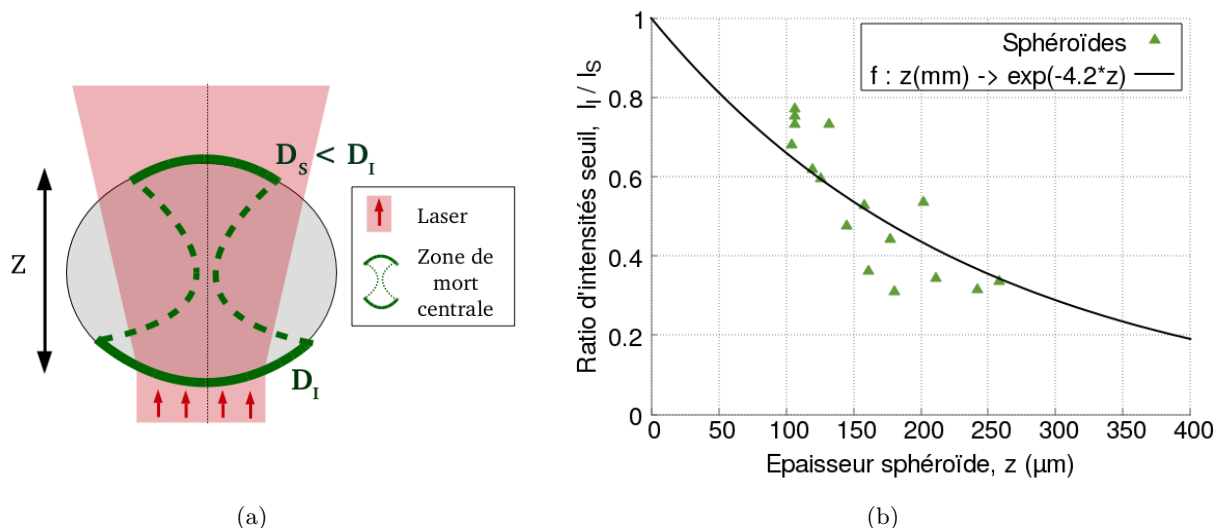 D_S < D_I
Z
D_I
Laser
Zone de
mort
centrale
(a)
Ratio d'intensités seuil, I_I / I_S
1
0.8
0.6
0.4
0.2
0
Sphéroïdes
f : z(mm) -> exp(-4.2*z)
0 50 100 150 200 250 300 350 400
Epaisseur sphéroïde, z (µm)
(b)